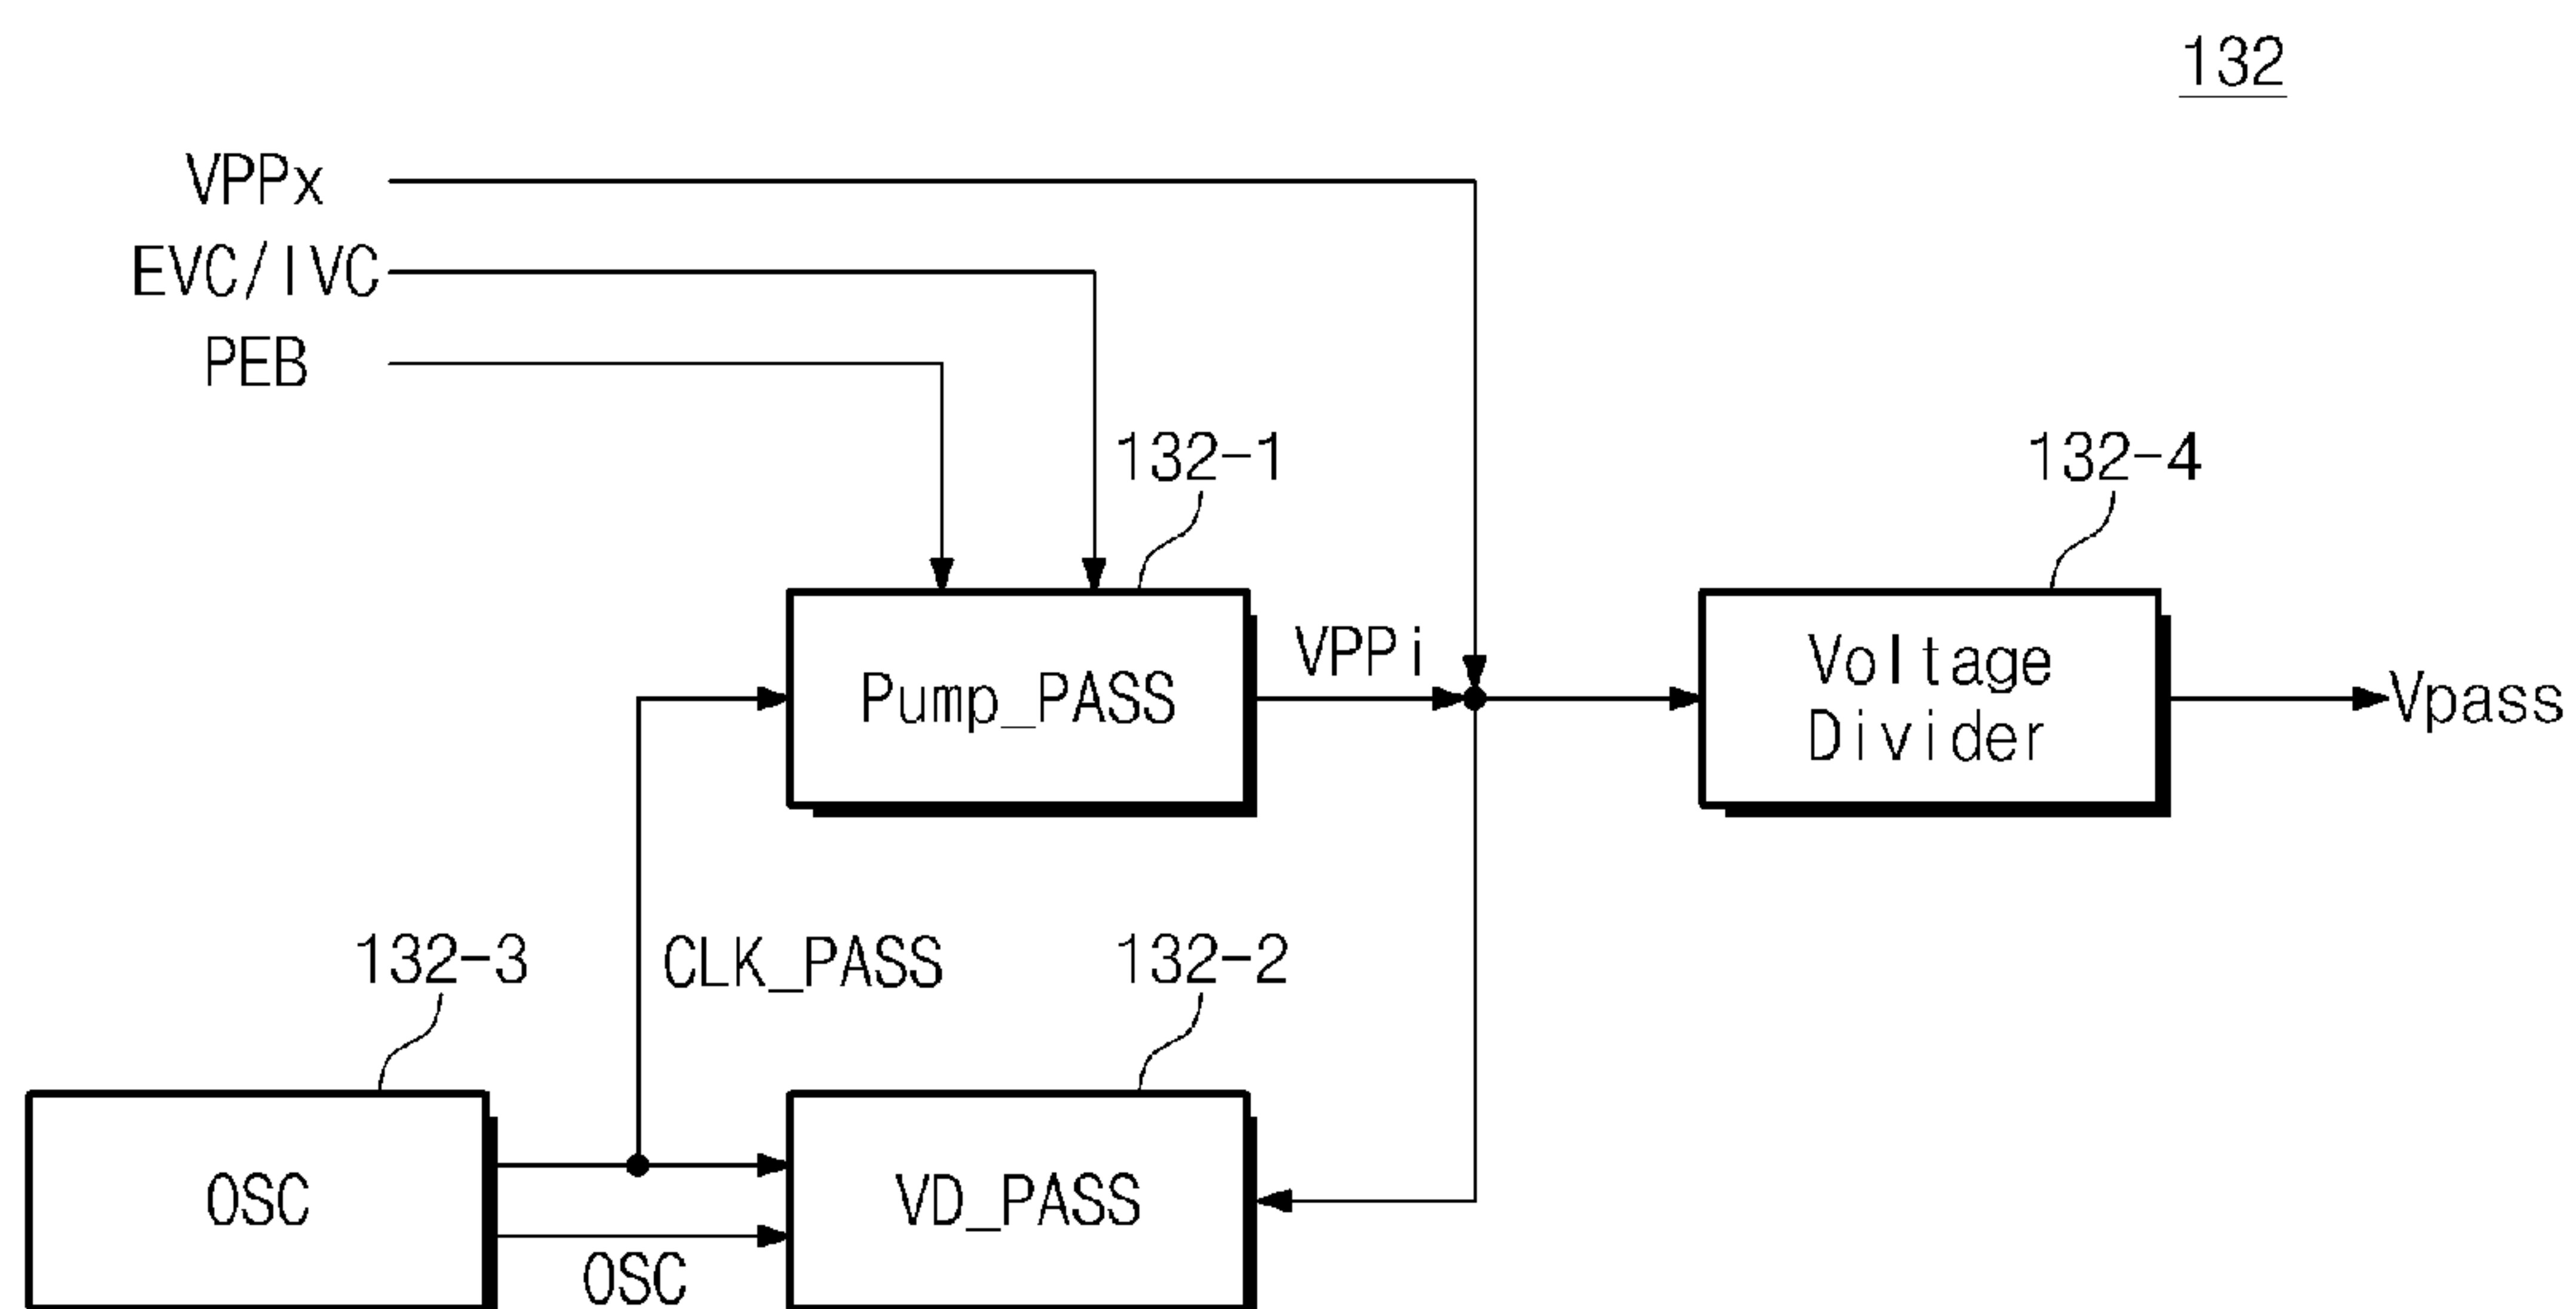 132
VPPx
EVC/IVC
PEB
132-1
132-4
Pump_PASS
VPPi
Voltage
Divider
Vpass
132-3
CLK_PASS
132-2
OSC
VD_PASS
OSC